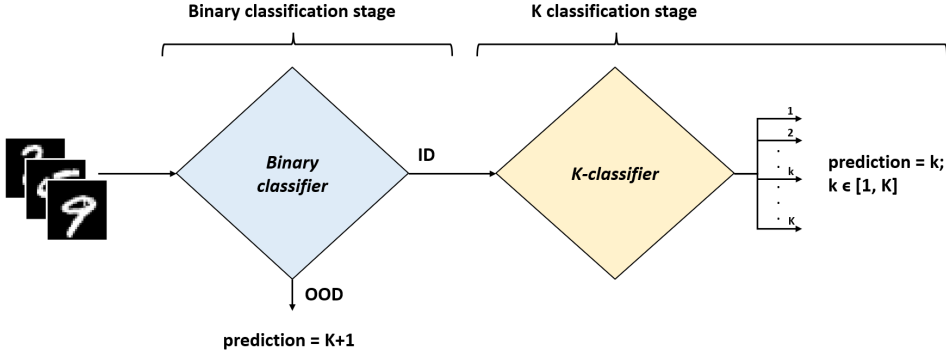 Binary classification stage
K classification stage
Binary
classifier
ID
K-classifier
1
2
k
K
prediction = k;
k ϵ [1, K]
OOD
prediction = K+1